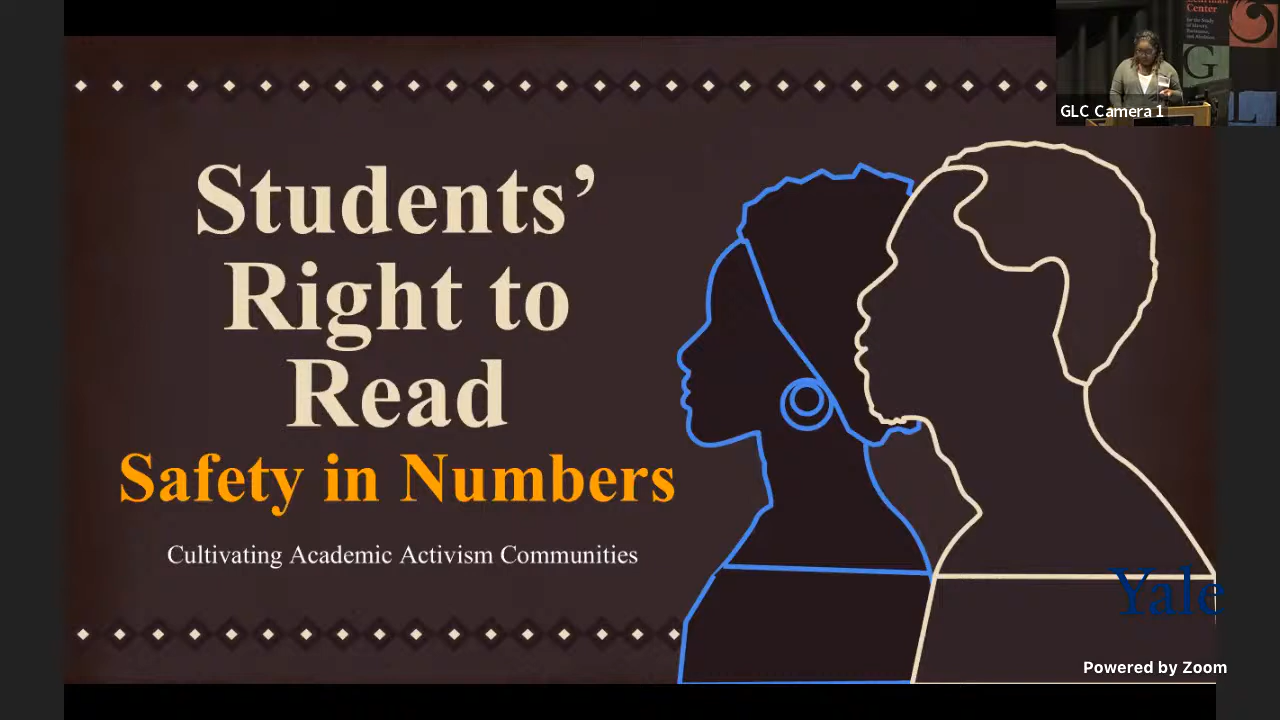 Students’
Right to
Read
Safety in Numbers
Cultivating Academic Activism Communities
Center
GLC Camera 1
Yale
Powered by Zoom